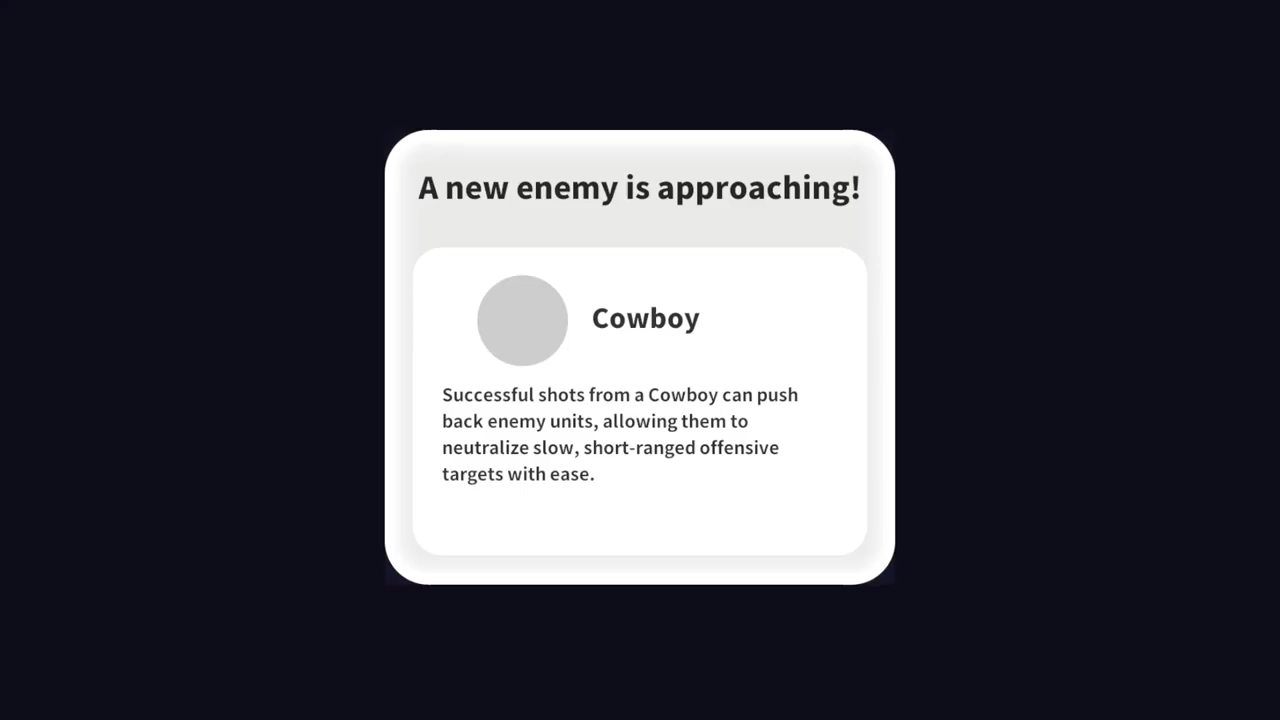 A new enemy is approaching!
Cowboy
Successful shots from a Cowboy can push
back enemy units, allowing them to
neutralize slow, short-ranged offensive
targets with ease.